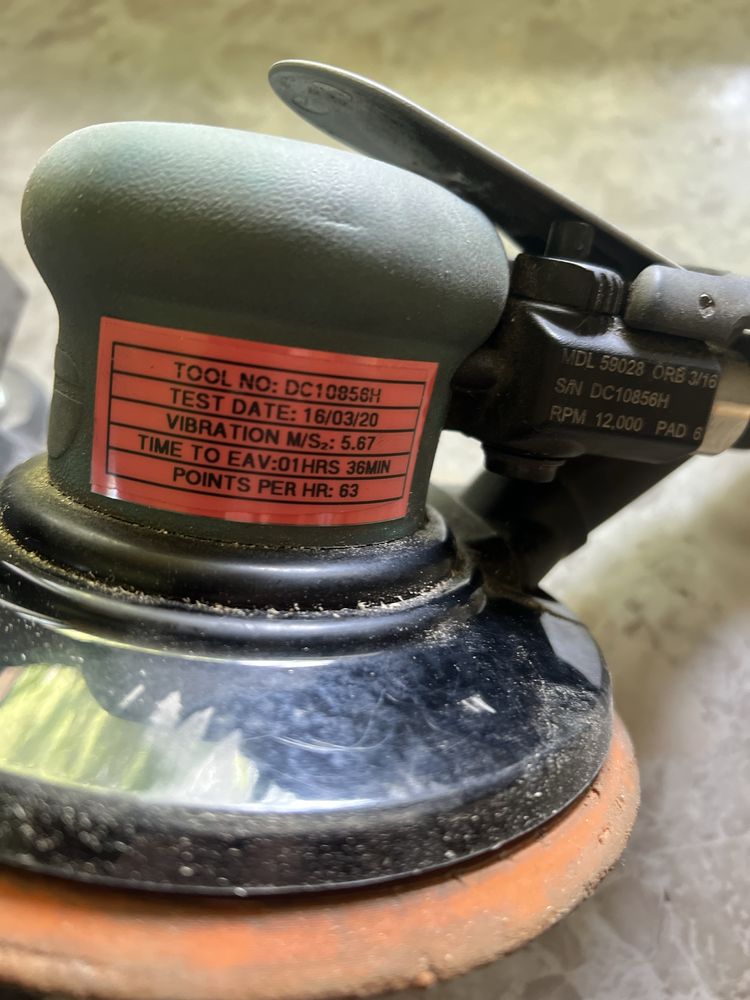 TOOL NO: DC10856H
TEST DATE: 16/03/20
VIBRATION M/S₂: 5.67
TIME TO EAV:01HRS 36MIN
POINTS PER HR: 63
MDL 59028 ORB 3/16
S/N DC10856H
RPM 12,000 PAD 6